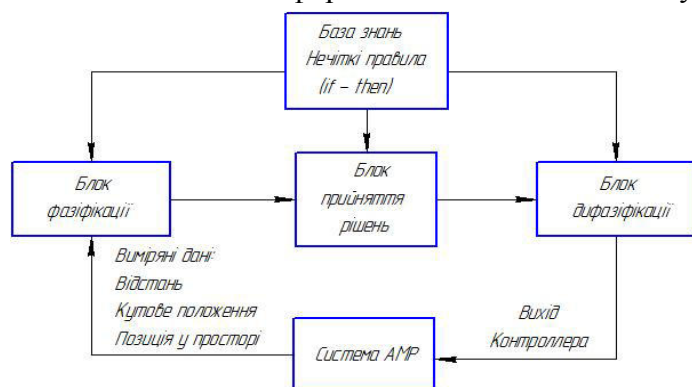 База знань
Нечіткі правила
(if – then)
Блок
фазіфікації
Блок
прийняття
рішень
Блок
дифазіфікації
Виміряні дані:
Відстань
Кутове положення
Позиція у просторі
Система АМР
Вихід
Контроллера